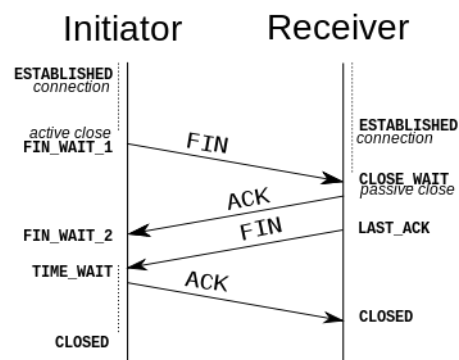 Initiator
Receiver
ESTABLISHED
connection
active close
FIN_WAIT_1
FIN
ESTABLISHED
connection
CLOSE_WAIT
passive close
ACK
FIN_WAIT_2
FIN
LAST_ACK
TIME_WAIT
ACK
CLOSED
CLOSED